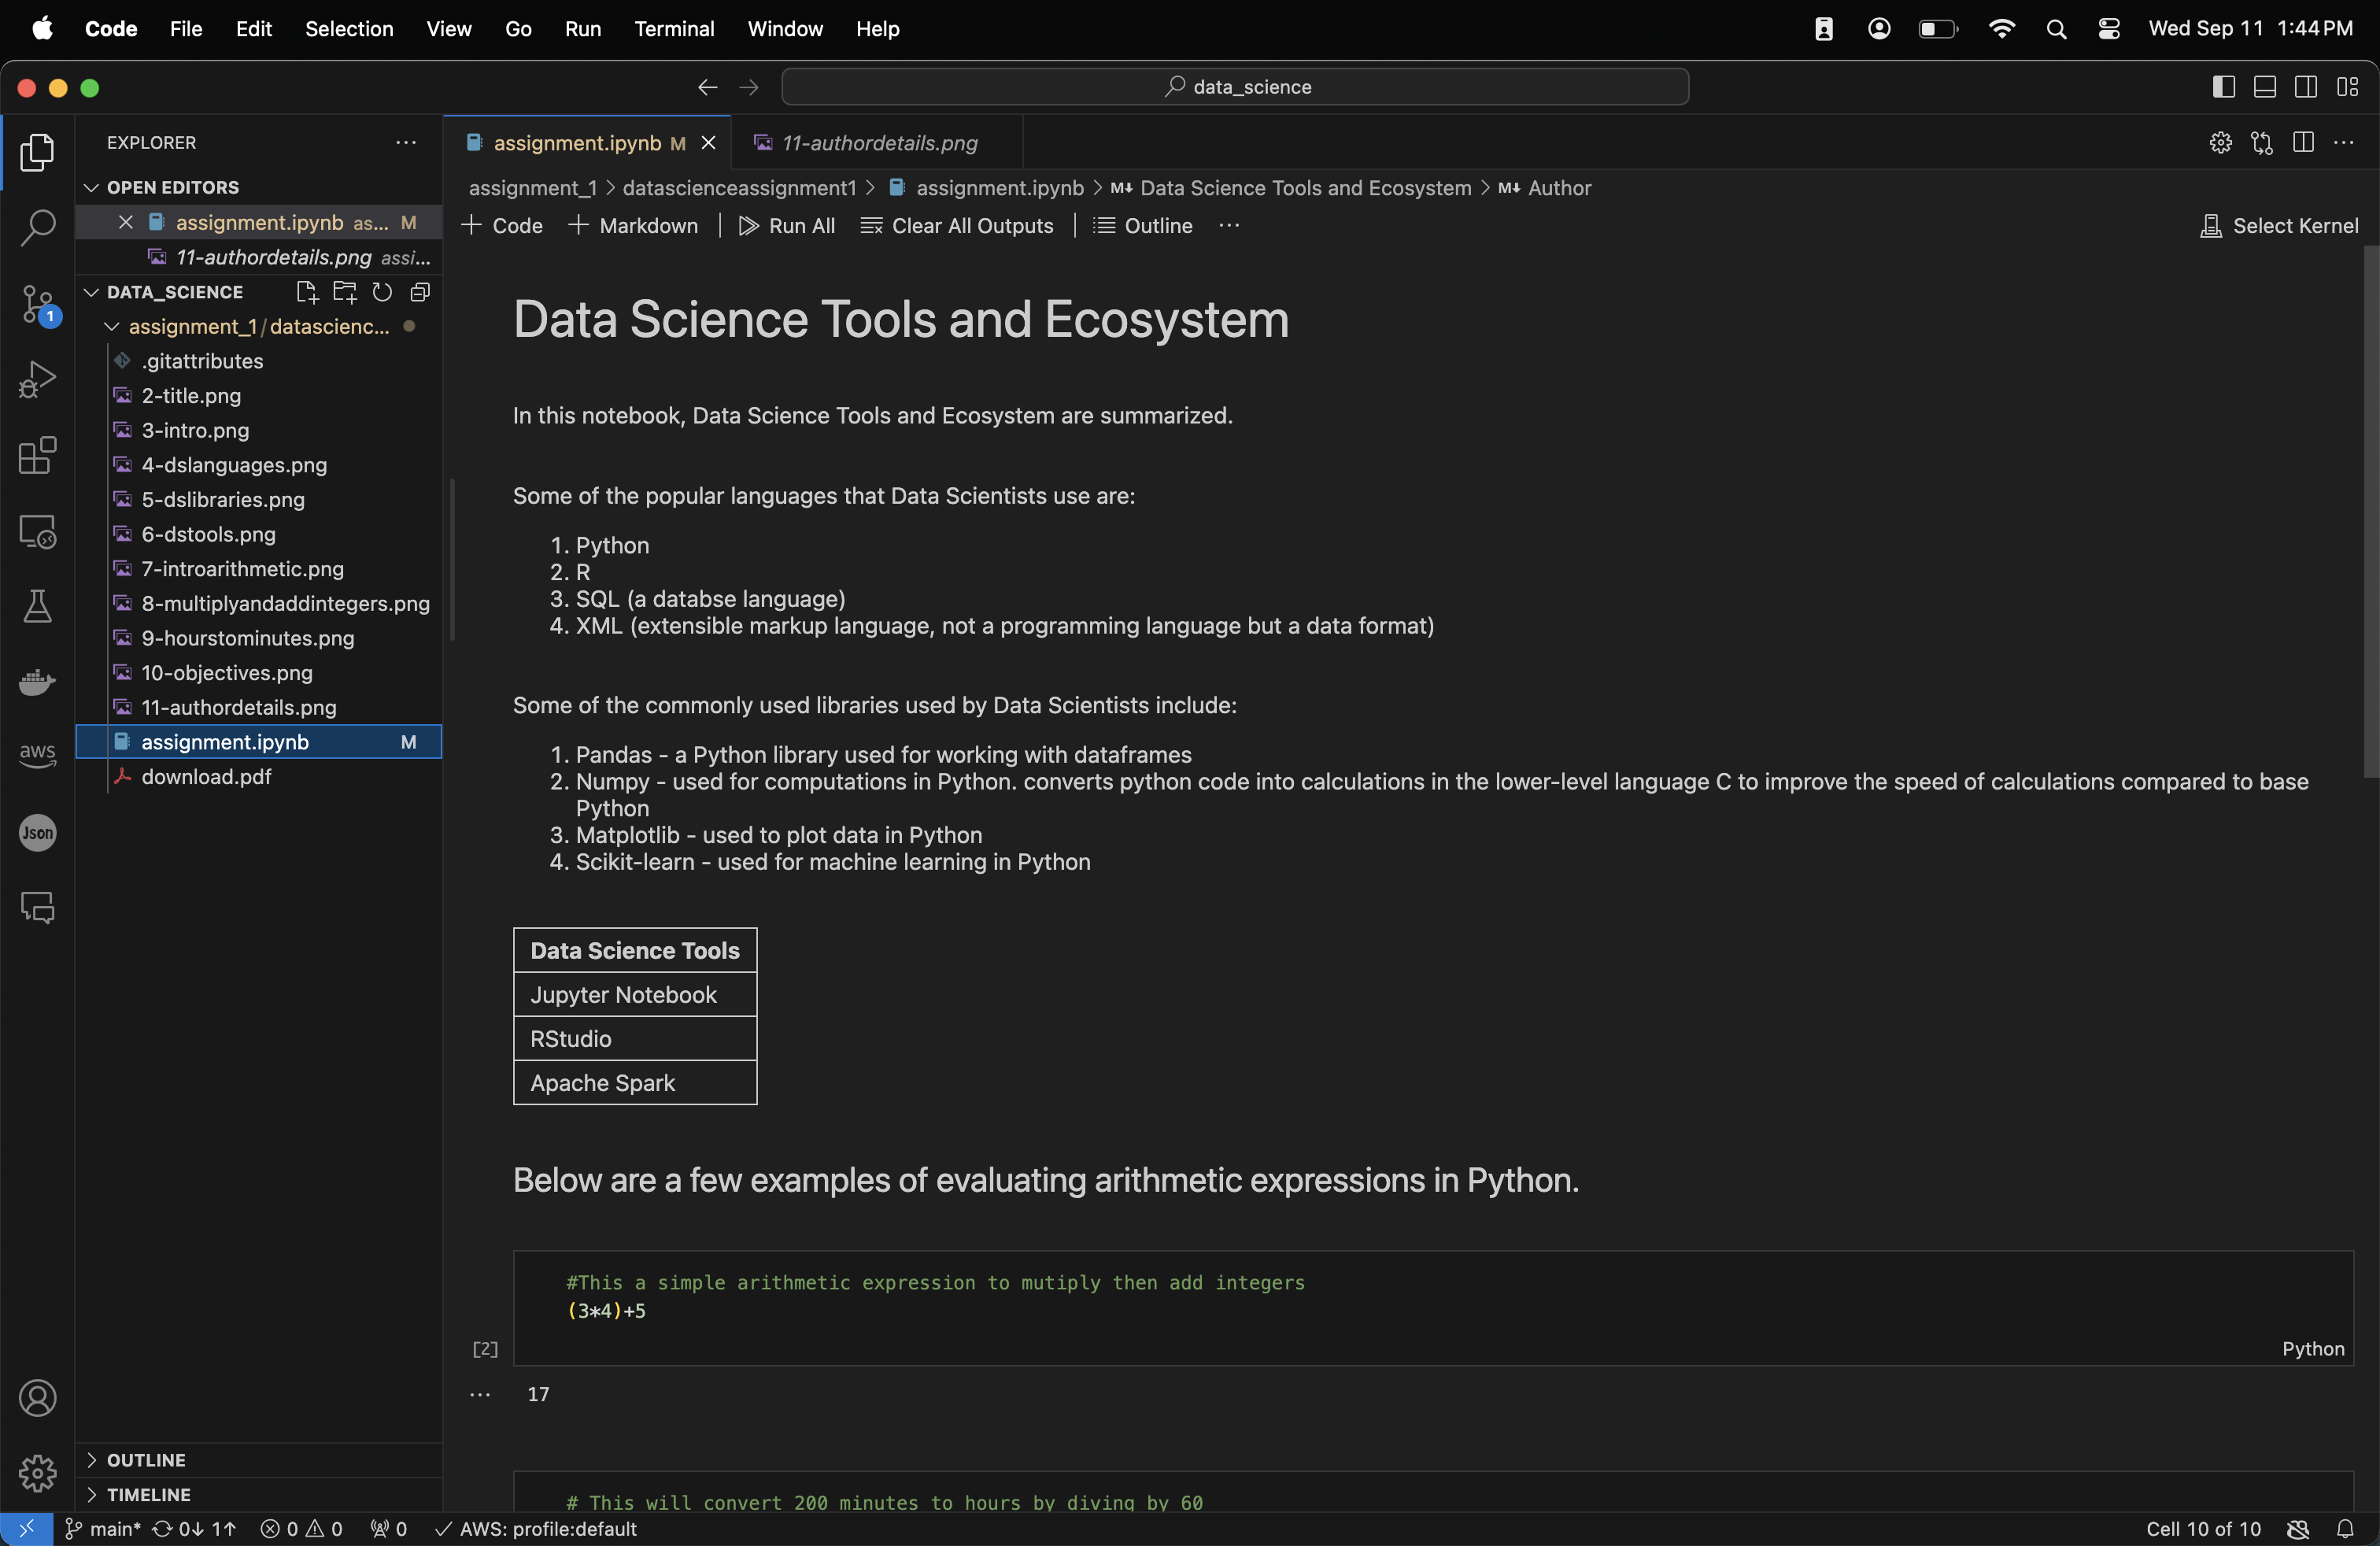 Code File Edit Selection View Go Run Terminal Window Help Wed Sep 11 1:44 PM
data_science
EXPLORER
OPEN EDITORS
assignment.ipynb as... M
11-authordetails.png assi...
DATA_SCIENCE
assignment_1/datascienc...
.gitattributes
2-title.png
3-intro.png
4-dslanguages.png
5-dslibraries.png
6-dstools.png
7-introarithmetic.png
8-multiplyandaddintegers.png
9-hourstominutes.png
10-objectives.png
11-authordetails.png
assignment.ipynb M
download.pdf
OUTLINE
TIMELINE
1
aws
Json
assignment.ipynb M 11-authordetails.png
assignment_1 > datascienceassignment1 > assignment.ipynb > M↓ Data Science Tools and Ecosystem > M↓ Author
+ Code + Markdown | Run All Clear All Outputs | Outline ... Select Kernel
Data Science Tools and Ecosystem
In this notebook, Data Science Tools and Ecosystem are summarized.
Some of the popular languages that Data Scientists use are:
1. Python
2. R
3. SQL (a databse language)
4. XML (extensible markup language, not a programming language but a data format)
Some of the commonly used libraries used by Data Scientists include:
1. Pandas - a Python library used for working with dataframes
2. Numpy - used for computations in Python. converts python code into calculations in the lower-level language C to improve the speed of calculations compared to base
Python
3. Matplotlib - used to plot data in Python
4. Scikit-learn - used for machine learning in Python
Data Science Tools
Jupyter Notebook
RStudio
Apache Spark
Below are a few examples of evaluating arithmetic expressions in Python.
#This a simple arithmetic expression to mutiply then add integers
(3*4)+5
[2] Python
... 17
# This will convert 200 minutes to hours by diving by 60
main* 0↓ 1↑ 0 0 0 AWS: profile:default Cell 10 of 10